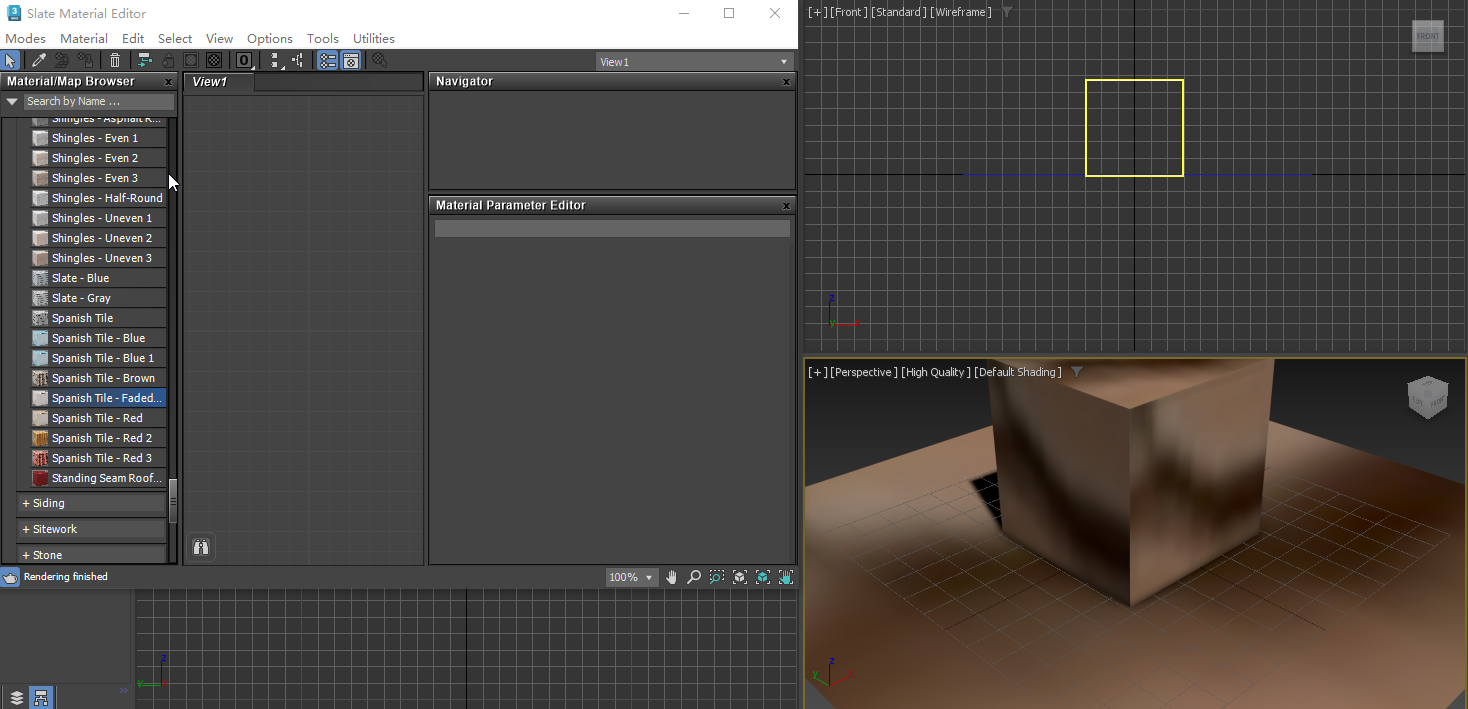 Slate Material Editor
Modes Material Edit Select View Options Tools Utilities
View1
Material/Map Browser
Search by Name ...
Shingles - Asphalt R...
Shingles - Even 1
Shingles - Even 2
Shingles - Even 3
Shingles - Half-Round
Shingles - Uneven 1
Shingles - Uneven 2
Shingles - Uneven 3
Slate - Blue
Slate - Gray
Spanish Tile
Spanish Tile - Blue
Spanish Tile - Blue 1
Spanish Tile - Brown
Spanish Tile - Faded...
Spanish Tile - Red
Spanish Tile - Red 2
Spanish Tile - Red 3
Standing Seam Roof...
+ Siding
+ Sitework
+ Stone
View1
Navigator
Material Parameter Editor
Rendering finished
100%
z
y x
[+] [Front ] [Standard ] [Wireframe ]
FRONT
z
y x
[+] [Perspective ] [High Quality ] [Default Shading ]
FRONT
z
y